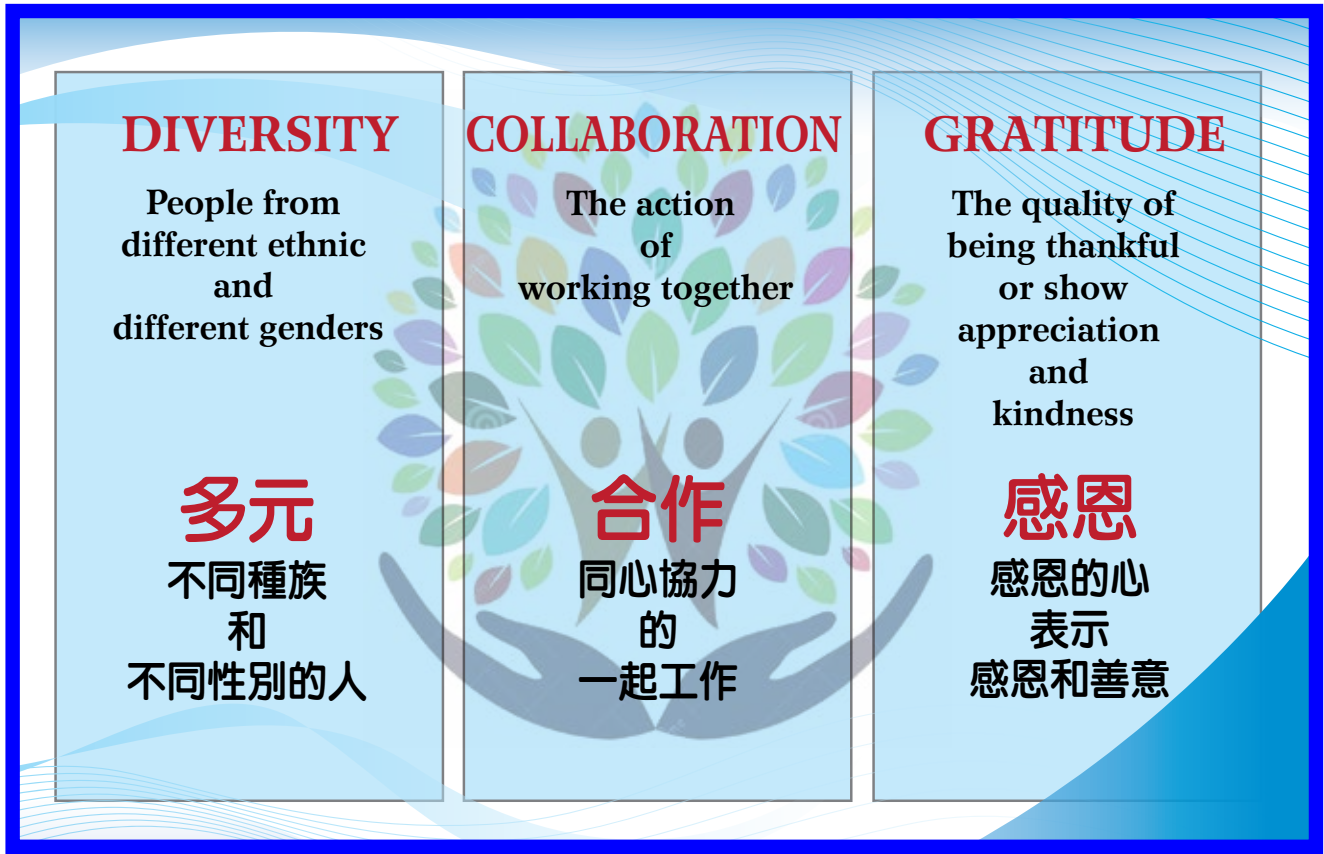 DIVERSITY
People from
different ethnic
and
different genders
多元
不同種族
和
不同性別的人
COLLABORATION
The action
of
working together
合作
同心協力
的
一起工作
GRATITUDE
The quality of
being thankful
or show
appreciation
and
kindness
感恩
感恩的心
表示
感恩和善意